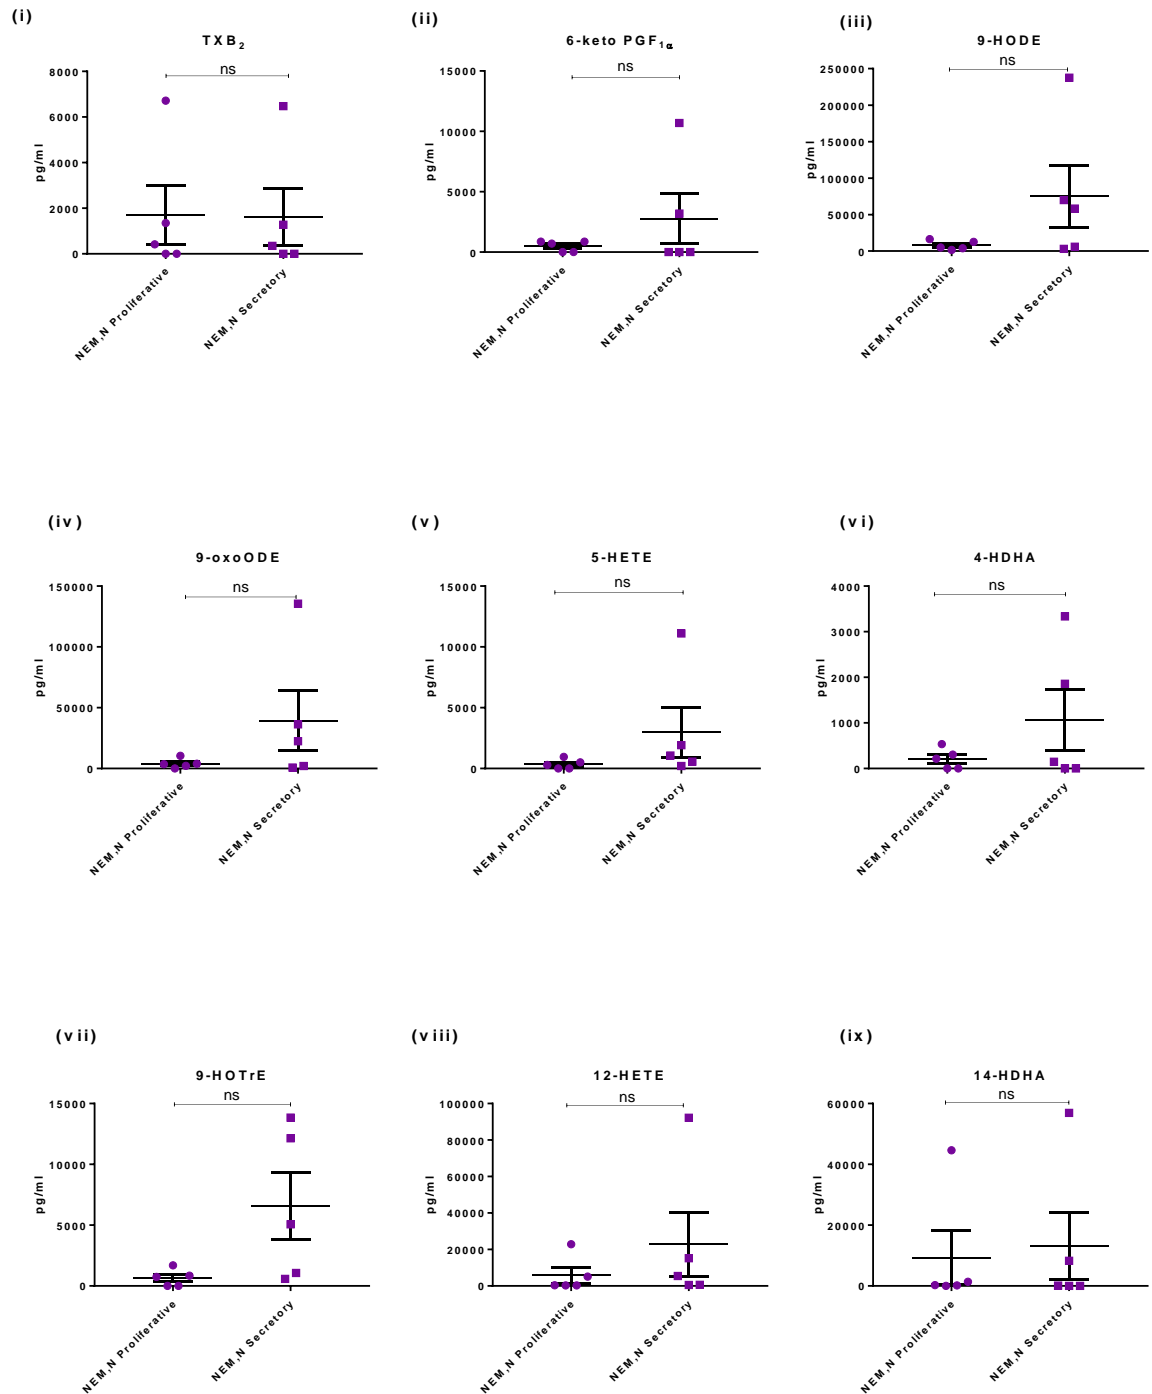 (i)
TXB2
ns
8000
6000
4000
2000
0
pg/ml
NEM,N Proliferative
NEM,N Secretory
(ii)
6-keto PGF1α
ns
15000
10000
5000
0
pg/ml
NEM,N Proliferative
NEM,N Secretory
(iii)
9-HODE
ns
250000
200000
150000
100000
50000
0
pg/ml
NEM,N Proliferative
NEM,N Secretory
(iv)
9-oxoODE
ns
150000
100000
50000
0
pg/ml
NEM,N Proliferative
NEM,N Secretory
(v)
5-HETE
ns
15000
10000
5000
0
pg/ml
NEM,N Proliferative
NEM,N Secretory
(vi)
4-HDHA
ns
4000
3000
2000
1000
0
pg/ml
NEM,N Proliferative
NEM,N Secretory
(vii)
9-HOTrE
ns
15000
10000
5000
0
pg/ml
NEM,N Proliferative
NEM,N Secretory
(viii)
12-HETE
ns
100000
80000
60000
40000
20000
0
pg/ml
NEM,N Proliferative
NEM,N Secretory
(ix)
14-HDHA
ns
60000
40000
20000
0
pg/ml
NEM,N Proliferative
NEM,N Secretory